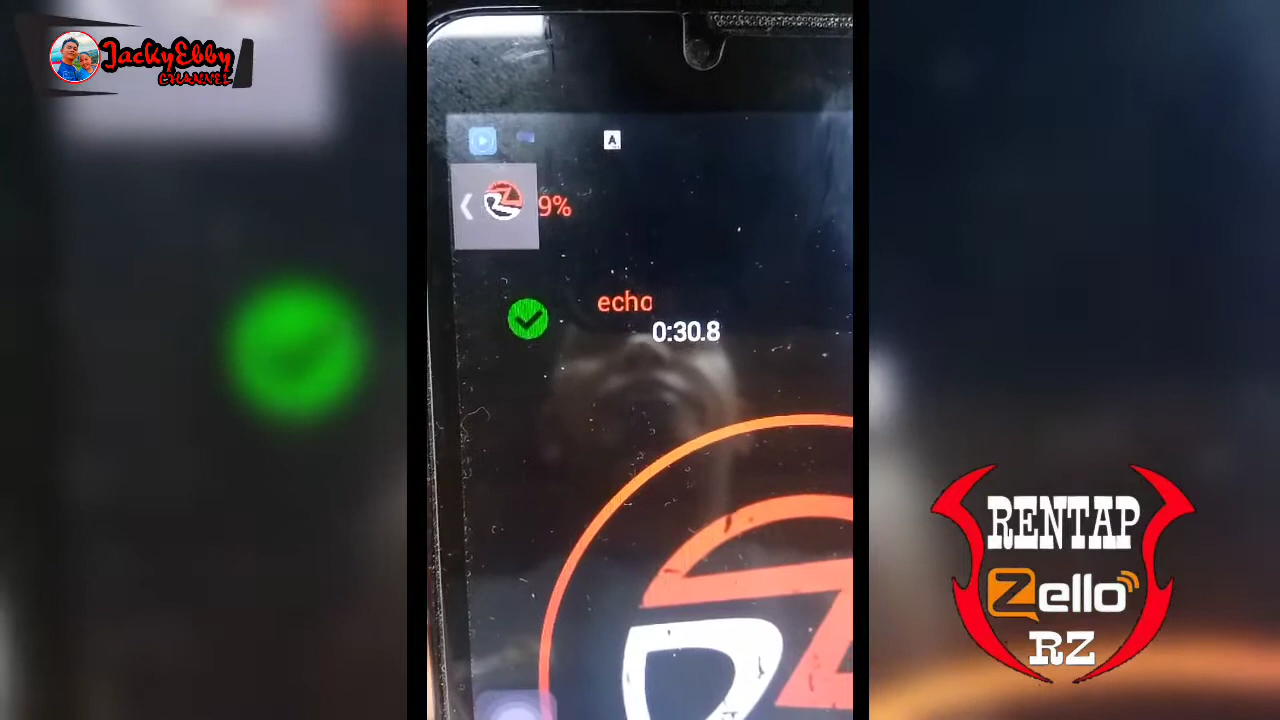 JackyEbby
CHANNEL
A
9%
echo
0:30.8
RENTAP
Zello
RZ